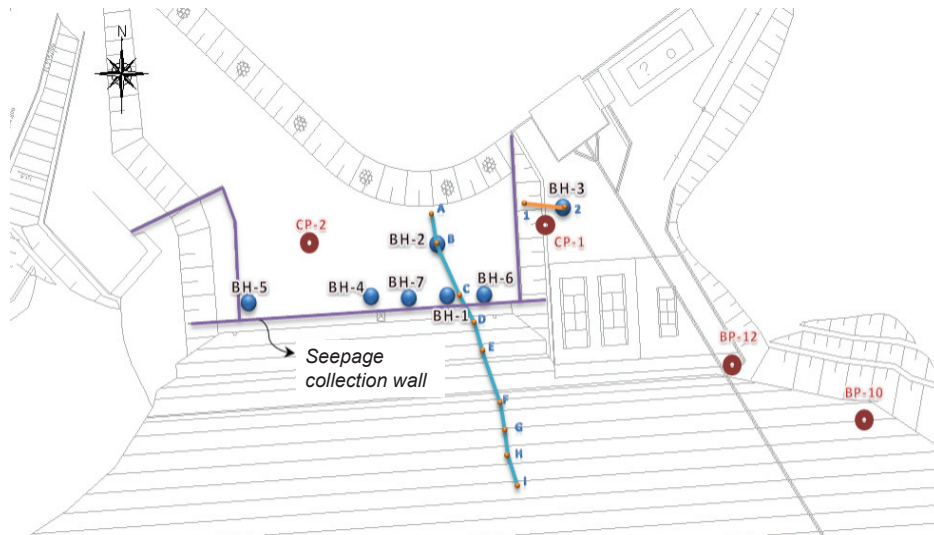 N
?
A
BH-3
1
2
CP-2
BH-2
B
CP-1
BH-5
BH-4
BH-7
C
BH-6
BH-1
D
Seepage
collection wall
E
BP-12
BP-10
F
G
H
I